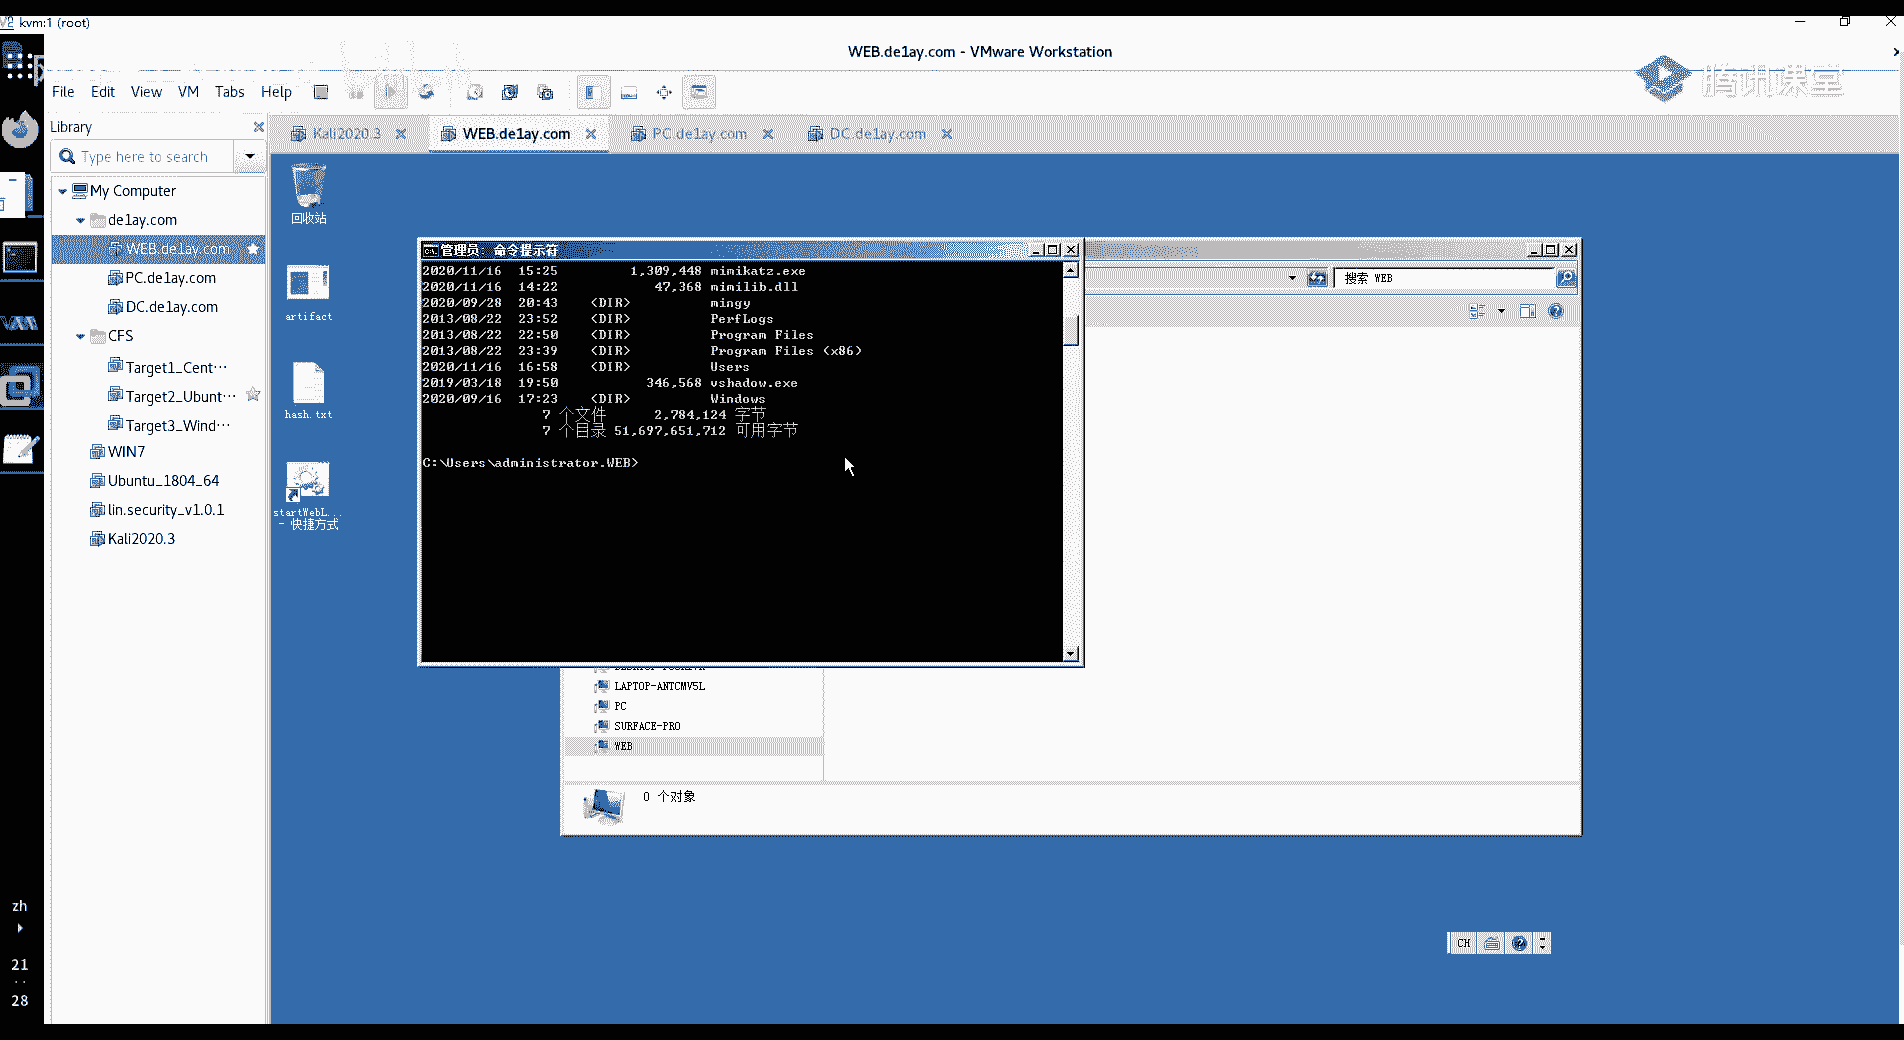 V2 kvm:1 (root)
WEB.de1ay.com - VMware Workstation
File Edit View VM Tabs Help
腾讯课堂
Library
Type here to search
My Computer
de1ay.com
WEB.de1ay.com
PC.de1ay.com
DC.de1ay.com
CFS
Target1_Cent···
Target2_Ubunt···
Target3_Wind···
WIN7
Ubuntu_1804_64
lin.security_v1.0.1
Kali2020.3
Kali2020.3 WEB.de1ay.com PC.de1ay.com DC.de1ay.com
回收站
artifact
hash.txt
startWebL...
- 快捷方式
管理员: 命令提示符
2020/11/16 15:25 1,309,448 mimikatz.exe
2020/11/16 14:22 47,368 mimilib.dll
2020/09/28 20:43 <DIR> mingy
2013/08/22 23:52 <DIR> PerfLogs
2013/08/22 22:50 <DIR> Program Files
2013/08/22 23:39 <DIR> Program Files (x86)
2020/11/16 16:58 <DIR> Users
2019/03/18 19:50 346,568 vshadow.exe
2020/09/16 17:23 <DIR> Windows
7 个文件 2,784,124 字节
7 个目录 51,697,651,712 可用字节
C:\Users\administrator.WEB>
搜索 WEB
LAPTOP-ANTCMV5L
PC
SURFACE-PRO
WEB
0 个对象
CH
zh
21
28